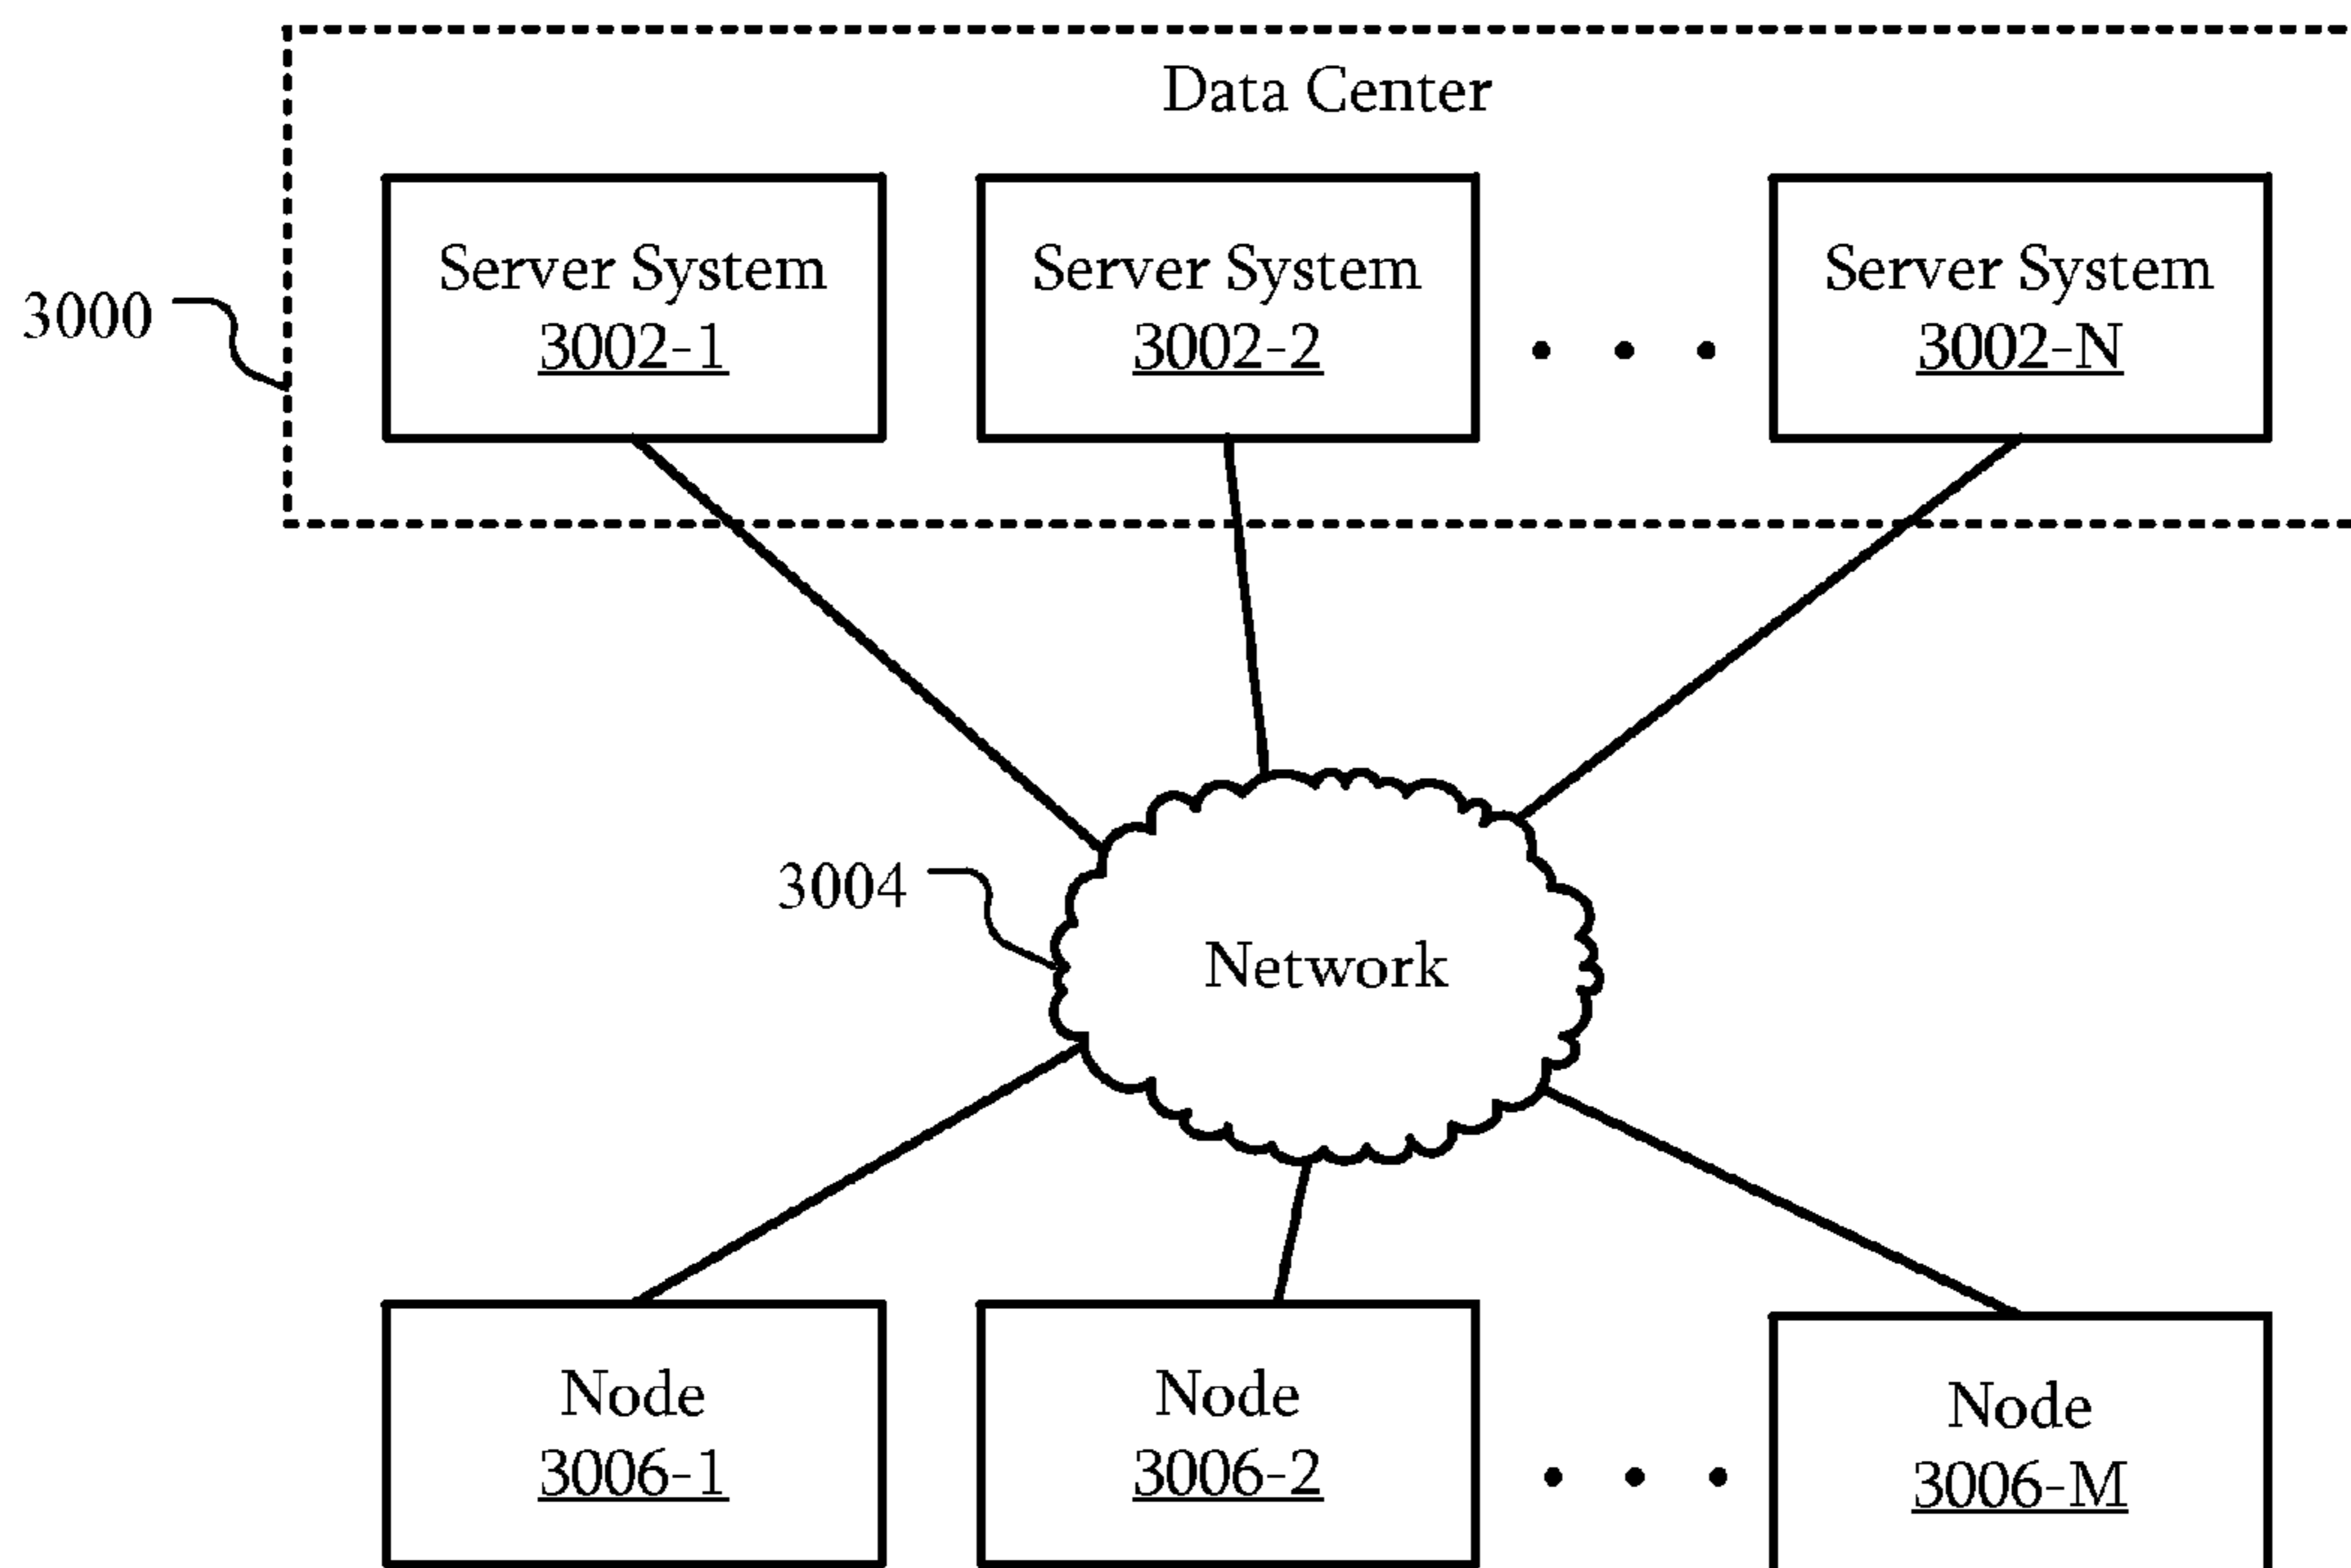 Data Center
Server System
3002-1
Server System
3002-2
Server System
3002-N
3000
3004
Network
Node
3006-1
Node
3006-2
Node
3006-M